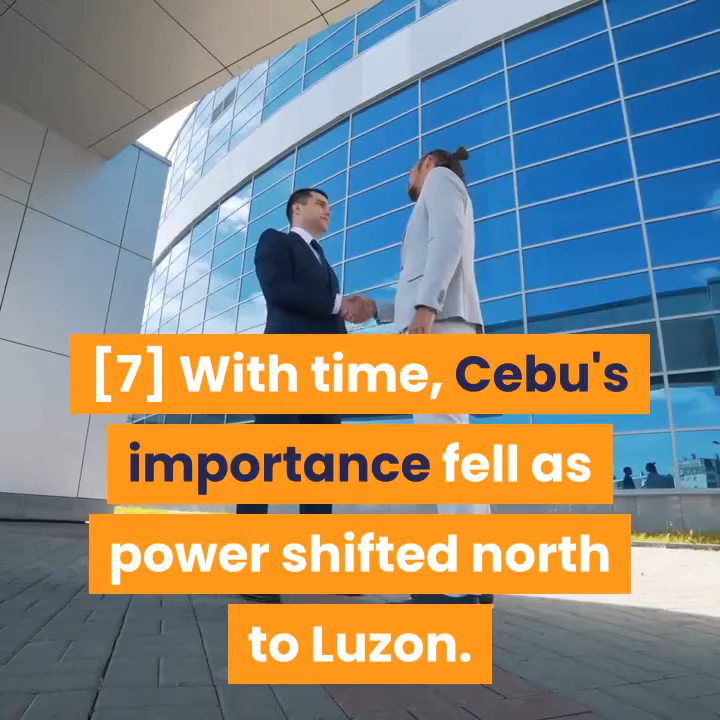 [7] With time, Cebu's
importance fell as
power shifted north
to Luzon.